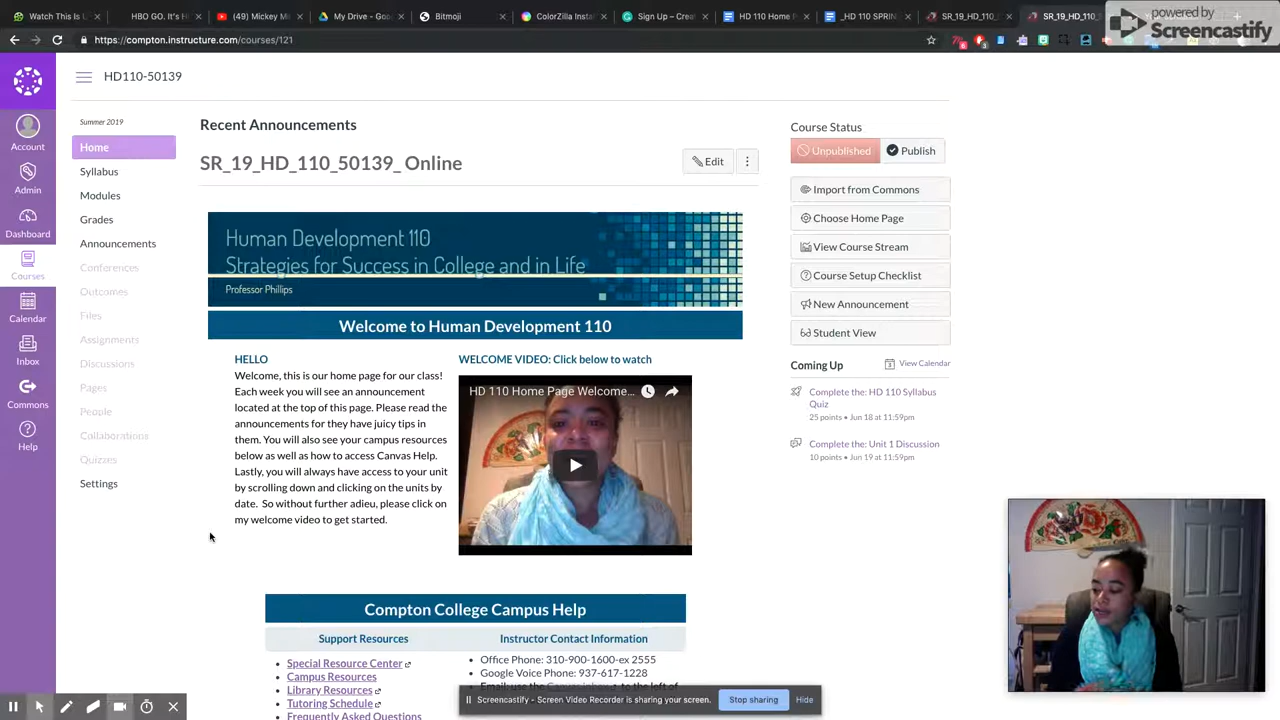 Watch This Is U
HBO GO. It's H
(49) Mickey M
My Drive - Goo
Bitmoji
ColorZilla Insta
Sign Up – Creat
HD 110 Home P
_HD 110 SPRIN
SR_19_HD_110_
SR_19_HD_110_5
powered by
Screencastify
https://compton.instructure.com/courses/121
HD110-50139
Account
Admin
Dashboard
Courses
Calendar
Inbox
Commons
Help
Summer 2019
Home
Syllabus
Modules
Grades
Announcements
Conferences
Outcomes
Files
Assignments
Discussions
Pages
People
Collaborations
Quizzes
Settings
Recent Announcements
SR_19_HD_110_50139_ Online
Edit
Human Development 110
Strategies for Success in College and in Life
Professor Phillips
Welcome to Human Development 110
HELLO
Welcome, this is our home page for our class!
Each week you will see an announcement
located at the top of this page. Please read the
announcements for they have juicy tips in
them. You will also see your campus resources
below as well as how to access Canvas Help.
Lastly, you will always have access to your unit
by scrolling down and clicking on the units by
date. So without further adieu, please click on
my welcome video to get started.
WELCOME VIDEO: Click below to watch
HD 110 Home Page Welcome...
Compton College Campus Help
Support Resources
Special Resource Center
Campus Resources
Library Resources
Tutoring Schedule
Frequently Asked Questions
Instructor Contact Information
Office Phone: 310-900-1600-ex 2555
Google Voice Phone: 937-617-1228
Email: use the Canvas inbox to the left of
Course Status
Unpublished
Publish
Import from Commons
Choose Home Page
View Course Stream
Course Setup Checklist
New Announcement
Student View
Coming Up
View Calendar
Complete the: HD 110 Syllabus
Quiz
25 points • Jun 18 at 11:59pm
Complete the: Unit 1 Discussion
10 points • Jun 19 at 11:59pm
Screencastify - Screen Video Recorder is sharing your screen.
Stop sharing
Hide